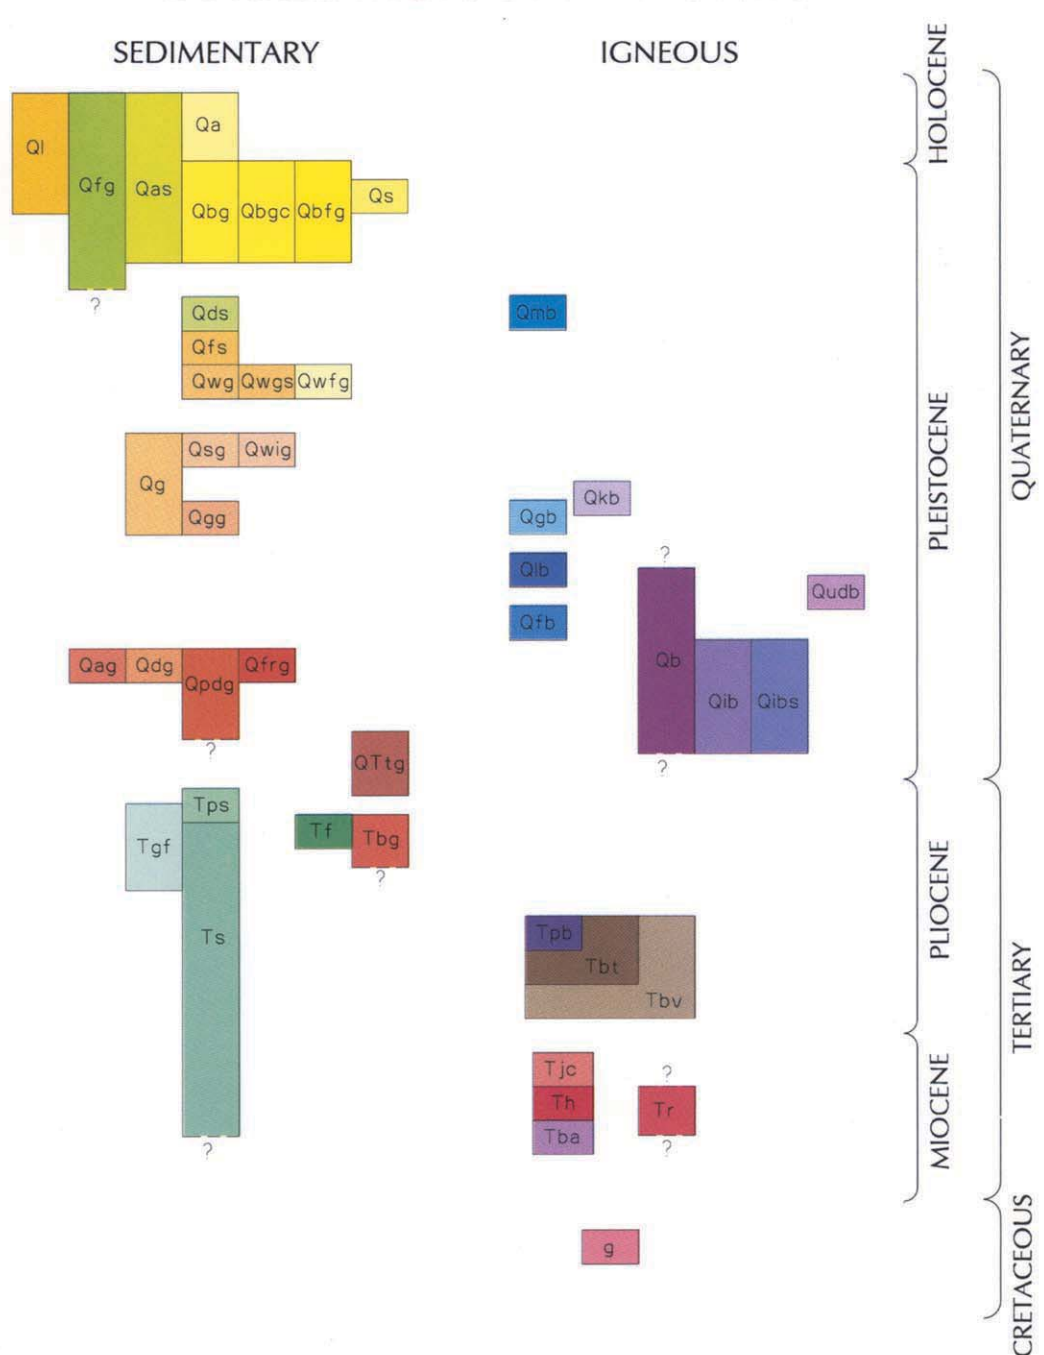 SEDIMENTARY
IGNEOUS
HOLOCENE
Ql
Qfg
Qas
Qa
Qbg
Qbgc
Qbfg
Qs
?
Qds
Qfs
Qwg
Qwgs
Qwfg
Qmb
PLEISTOCENE
QUATERNARY
Qg
Qsg
Qwig
Qgg
Qgb
Qkb
Qlb
Qfb
?
Qb
Qib
Qibs
?
Qudb
Qag
Qdg
Qpdg
Qfrg
?
QTtg
Tps
Tgf
Ts
?
Tf
Tbg
?
PLIOCENE
TERTIARY
Tpb
Tbt
Tbv
MIOCENE
Tjc
Th
Tba
?
Tr
?
g
CRETACEOUS